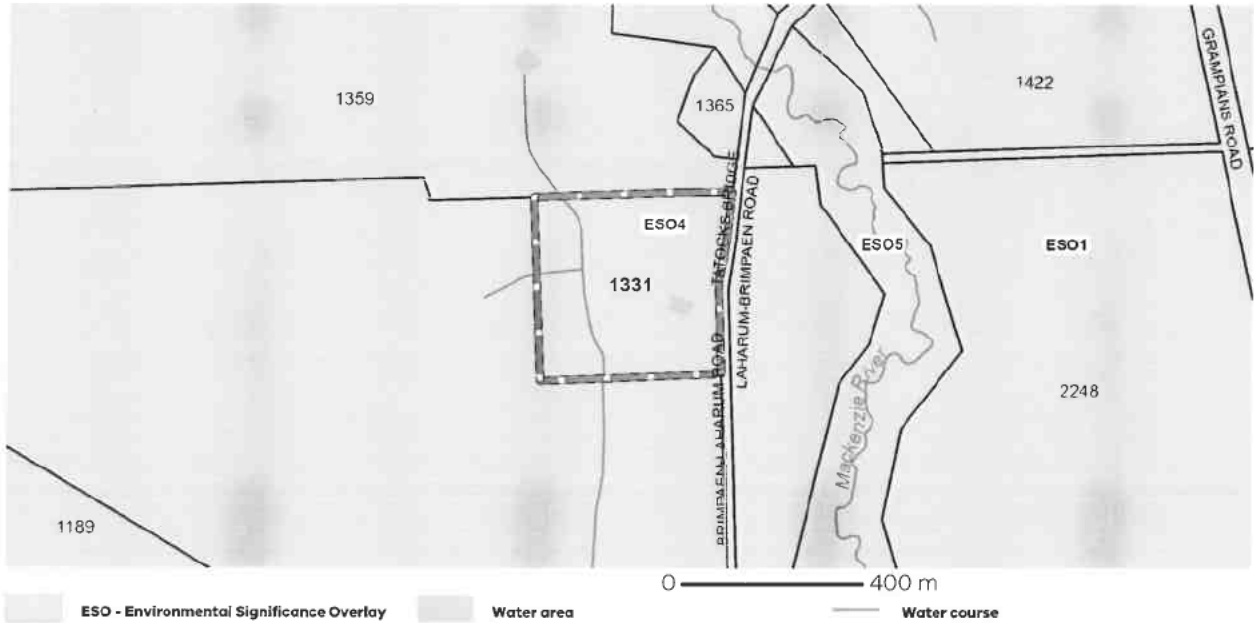 GRAMPIANS ROAD
1422
1359
1365
TATOCKS BRIDGE
LAHARUM-BRIMPAEN ROAD
ESO4
ESO5
ESO1
1331
BRIMPAEN-LAHARUM ROAD
Mackenzie River
2248
1189
0 400 m
ESO - Environmental Significance Overlay Water area Water course